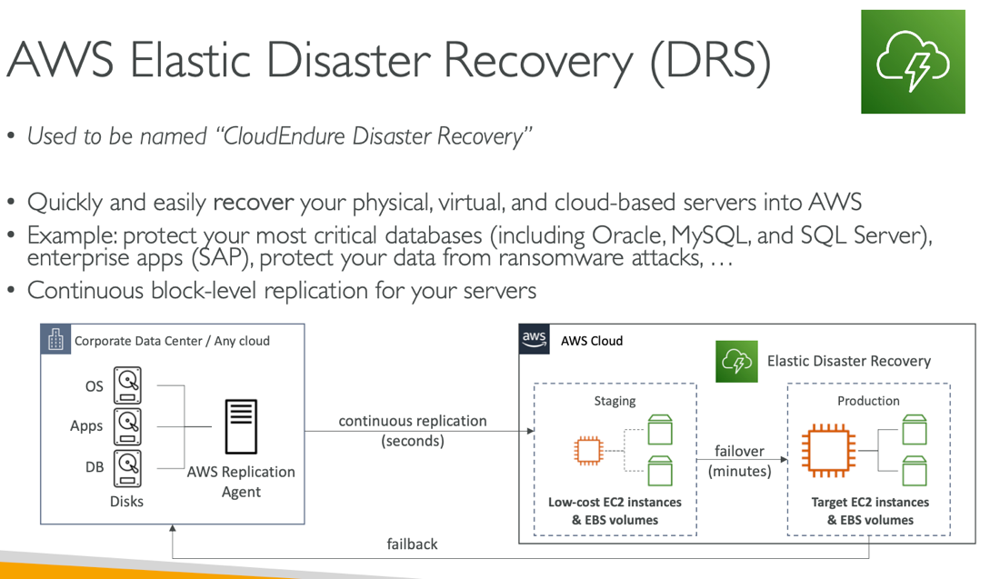 AWS Elastic Disaster Recovery (DRS)
• Used to be named “CloudEndure Disaster Recovery”
• Quickly and easily recover your physical, virtual, and cloud-based servers into AWS
• Example: protect your most critical databases (including Oracle, MySQL, and SQL Server),
enterprise apps (SAP), protect your data from ransomware attacks, …
• Continuous block-level replication for your servers
Corporate Data Center / Any cloud
OS
Apps
DB
Disks
AWS Replication
Agent
continuous replication
(seconds)
aws
AWS Cloud
Elastic Disaster Recovery
Staging
Low-cost EC2 instances
& EBS volumes
failover
(minutes)
Production
Target EC2 instances
& EBS volumes
failback